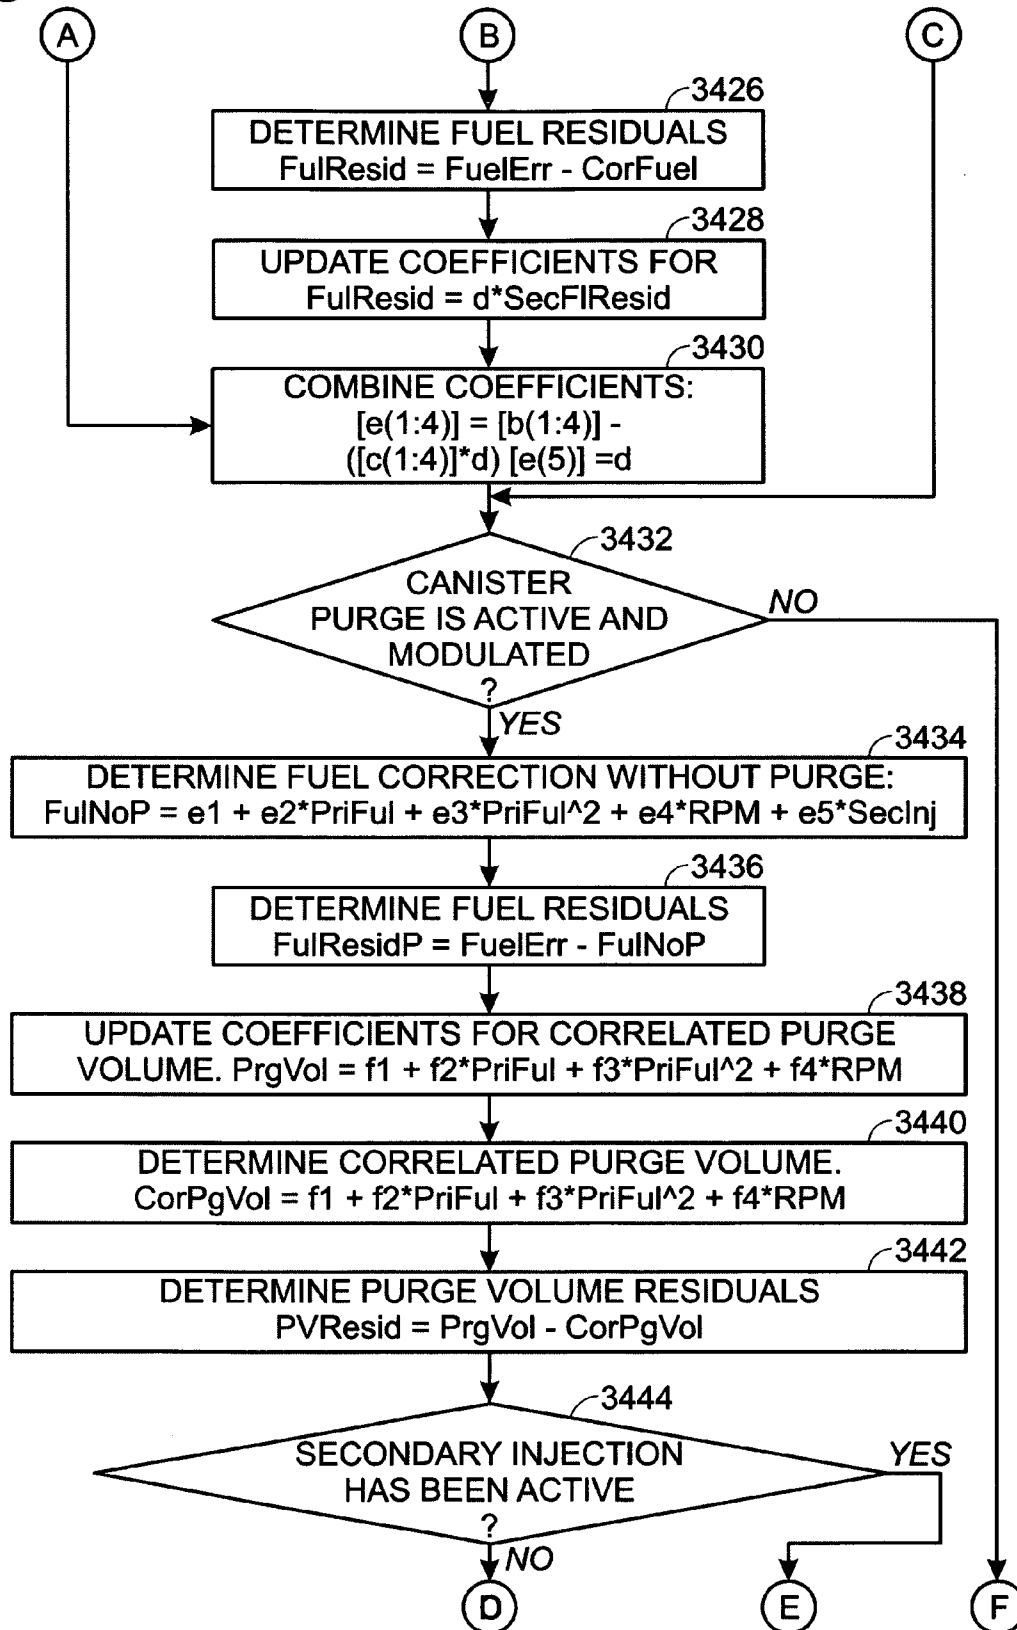 A
B
C
3426
DETERMINE FUEL RESIDUALS
FulResid = FuelErr - CorFuel
3428
UPDATE COEFFICIENTS FOR
FulResid = d*SecFlResid
3430
COMBINE COEFFICIENTS:
[e(1:4)] = [b(1:4)] -
([c(1:4)]*d) [e(5)] =d
3432
CANISTER
PURGE IS ACTIVE AND
MODULATED
?
NO
YES
3434
DETERMINE FUEL CORRECTION WITHOUT PURGE:
FulNoP = e1 + e2*PriFul + e3*PriFul^2 + e4*RPM + e5*SecInj
3436
DETERMINE FUEL RESIDUALS
FulResidP = FuelErr - FulNoP
3438
UPDATE COEFFICIENTS FOR CORRELATED PURGE
VOLUME. PrgVol = f1 + f2*PriFul + f3*PriFul^2 + f4*RPM
3440
DETERMINE CORRELATED PURGE VOLUME.
CorPgVol = f1 + f2*PriFul + f3*PriFul^2 + f4*RPM
3442
DETERMINE PURGE VOLUME RESIDUALS
PVResid = PrgVol - CorPgVol
3444
SECONDARY INJECTION
HAS BEEN ACTIVE
?
YES
NO
D
E
F